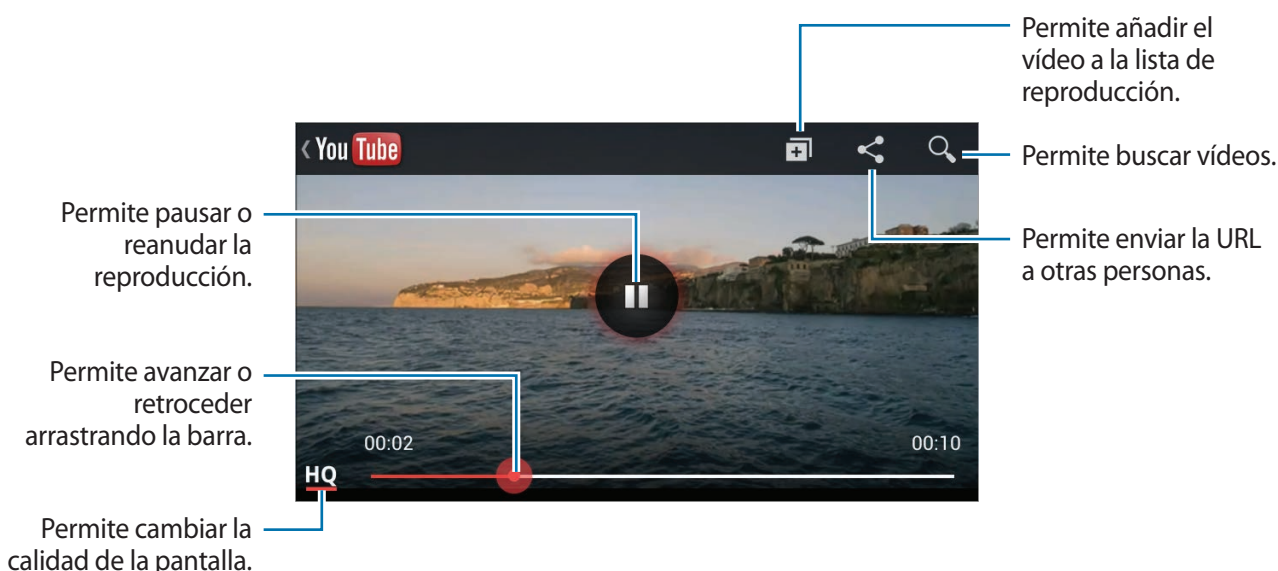 Permite añadir el
vídeo a la lista de
reproducción.
You Tube
Permite buscar vídeos.
Permite pausar o
reanudar la
reproducción.
Permite enviar la URL
a otras personas.
Permite avanzar o
retroceder
arrastrando la barra.
00:02
00:10
HQ
Permite cambiar la
calidad de la pantalla.